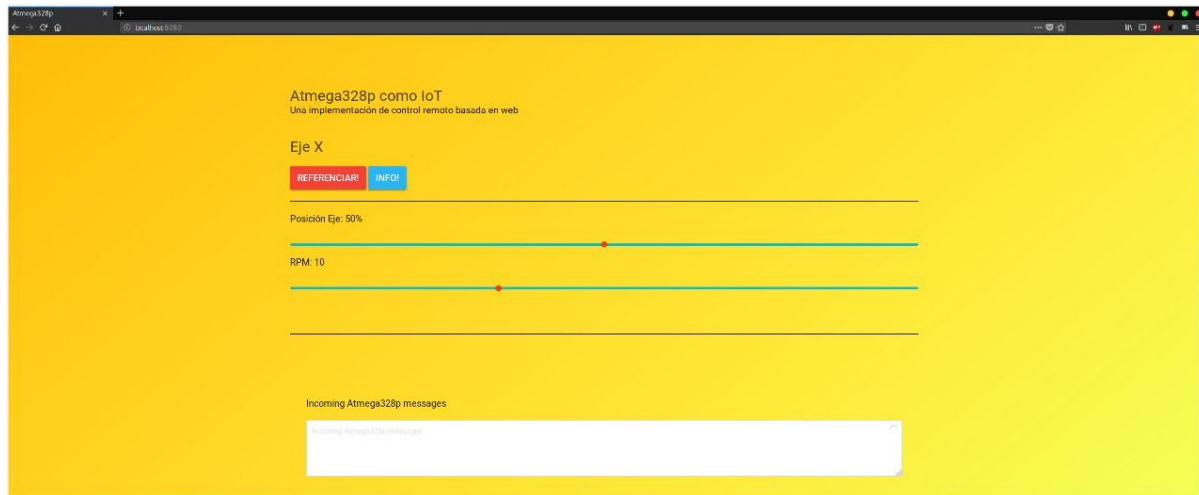 Atmega328p
localhost:8080
Atmega328p como IoT
Una implementación de control remoto basada en web
Eje X
REFERENCIAR! INFO!
Posición Eje: 50%
RPM: 10
Incoming Atmega328p messages
Incoming Atmega328p messages